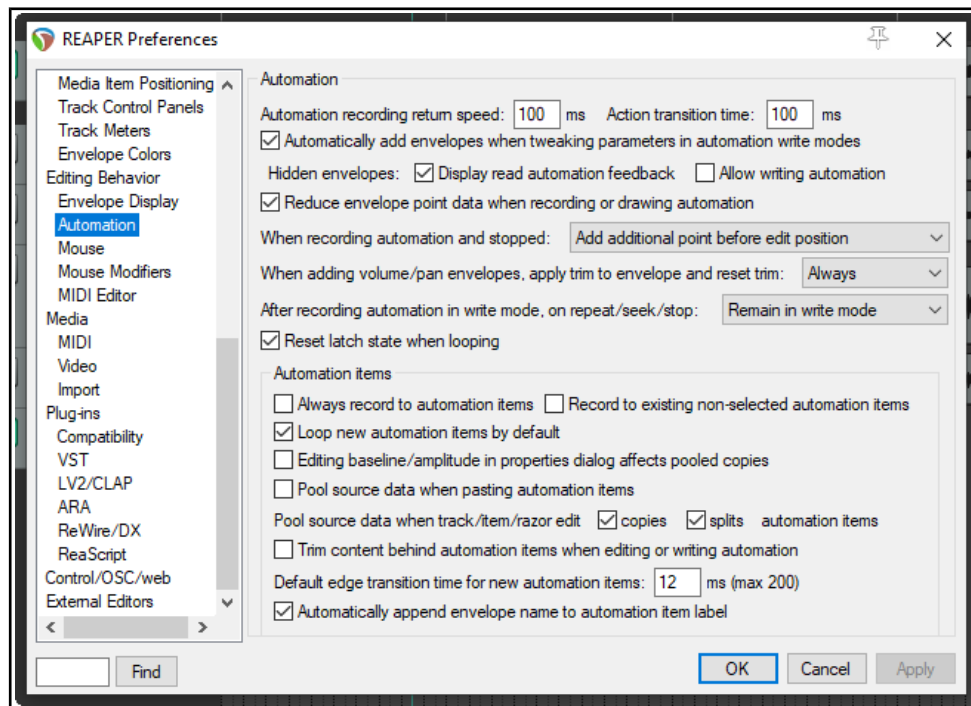 REAPER Preferences
Media Item Positioning
Track Control Panels
Track Meters
Envelope Colors
Editing Behavior
Envelope Display
Automation
Mouse
Mouse Modifiers
MIDI Editor
Media
MIDI
Video
Import
Plug-ins
Compatibility
VST
LV2/CLAP
ARA
ReWire/DX
ReaScript
Control/OSC/web
External Editors
Find
Automation
Automation recording return speed: 100 ms Action transition time: 100 ms
Automatically add envelopes when tweaking parameters in automation write modes
Hidden envelopes: Display read automation feedback Allow writing automation
Reduce envelope point data when recording or drawing automation
When recording automation and stopped: Add additional point before edit position
When adding volume/pan envelopes, apply trim to envelope and reset trim: Always
After recording automation in write mode, on repeat/seek/stop: Remain in write mode
Reset latch state when looping
Automation items
Always record to automation items Record to existing non-selected automation items
Loop new automation items by default
Editing baseline/amplitude in properties dialog affects pooled copies
Pool source data when pasting automation items
Pool source data when track/item/razor edit copies splits automation items
Trim content behind automation items when editing or writing automation
Default edge transition time for new automation items: 12 ms (max 200)
Automatically append envelope name to automation item label
OK Cancel Apply